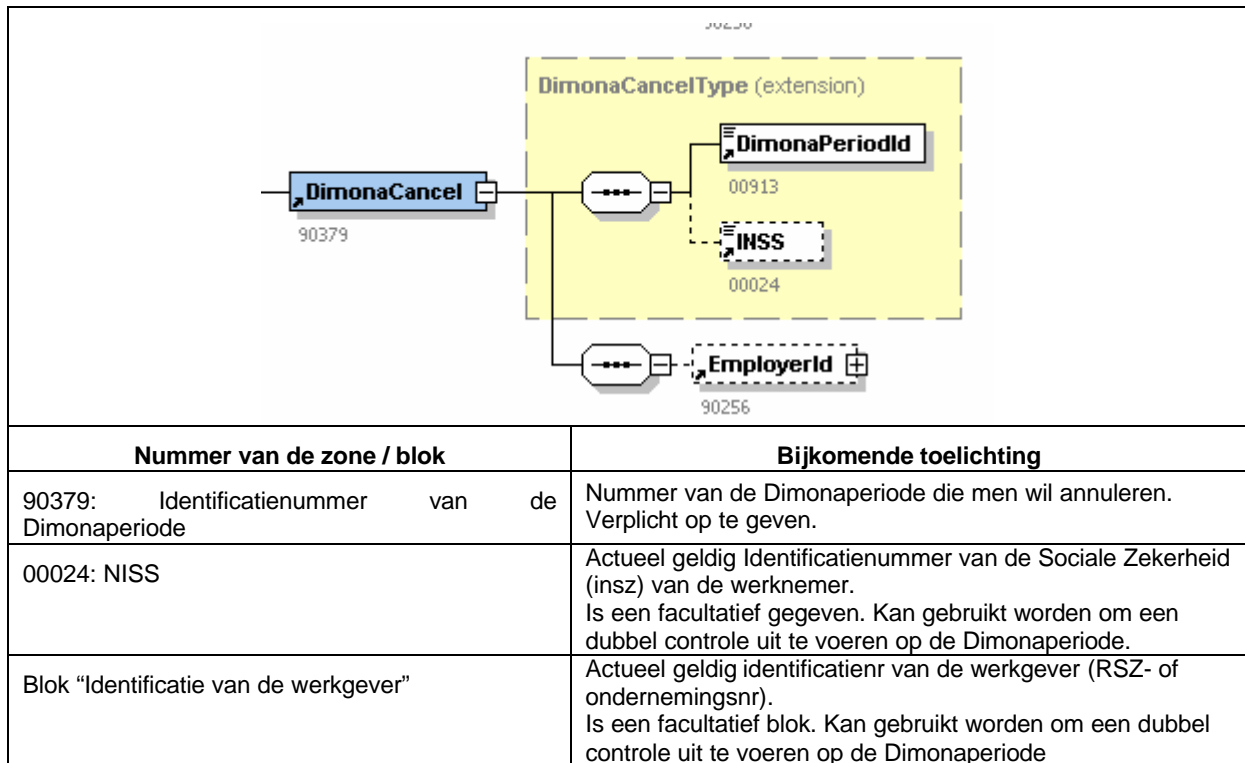 DimonaCancelType (extension)
DimonaPeriodId
00913
DimonaCancel
90379
INSS
00024
EmployerId
90256
Nummer van de zone / blok
Bijkomende toelichting
90379: Identificatienummer van de
Dimonaperiode
Nummer van de Dimonaperiode die men wil annuleren.
Verplicht op te geven.
00024: NISS
Actueel geldig Identificatienummer van de Sociale Zekerheid
(insz) van de werknemer.
Is een facultatief gegeven. Kan gebruikt worden om een
dubbel controle uit te voeren op de Dimonaperiode.
Blok “Identificatie van de werkgever”
Actueel geldig identificatienr van de werkgever (RSZ- of
ondernemingsnr).
Is een facultatief blok. Kan gebruikt worden om een dubbel
controle uit te voeren op de Dimonaperiode